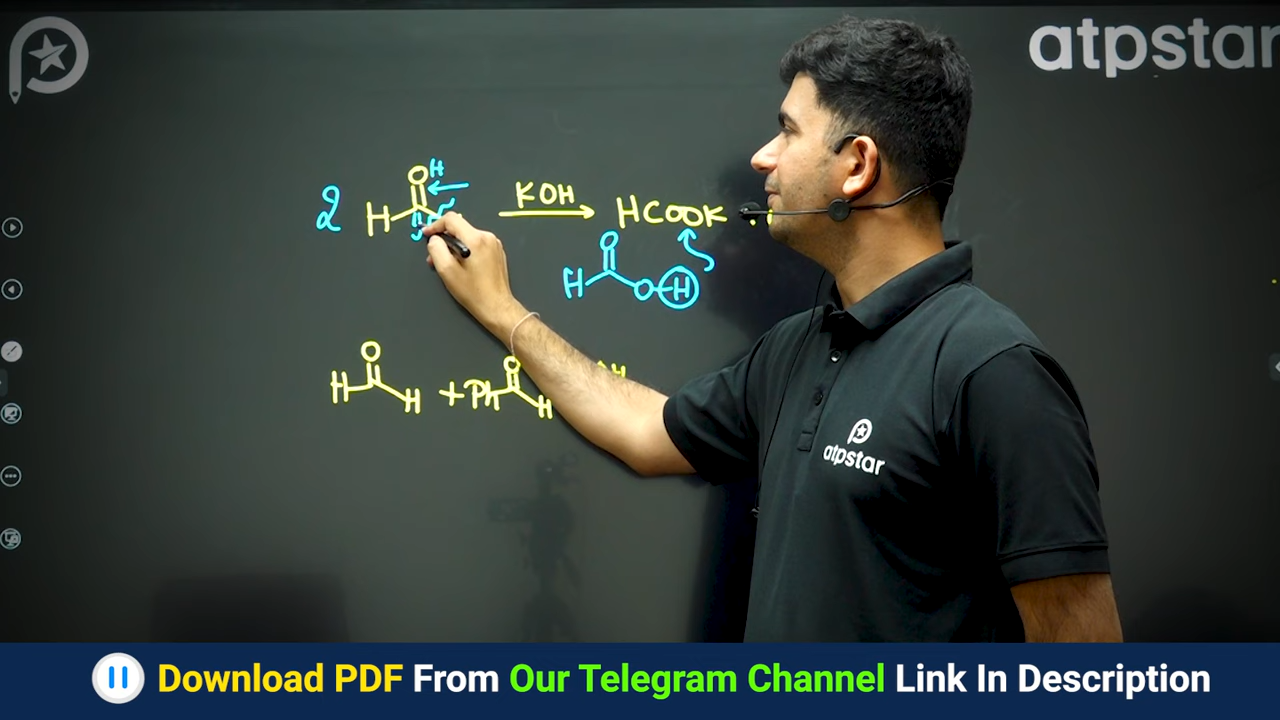 atpstar
2 H O H KOH HCOOK
O H O H
O O
H H + Ph H
atpstar
Download PDF From Our Telegram Channel Link In Description